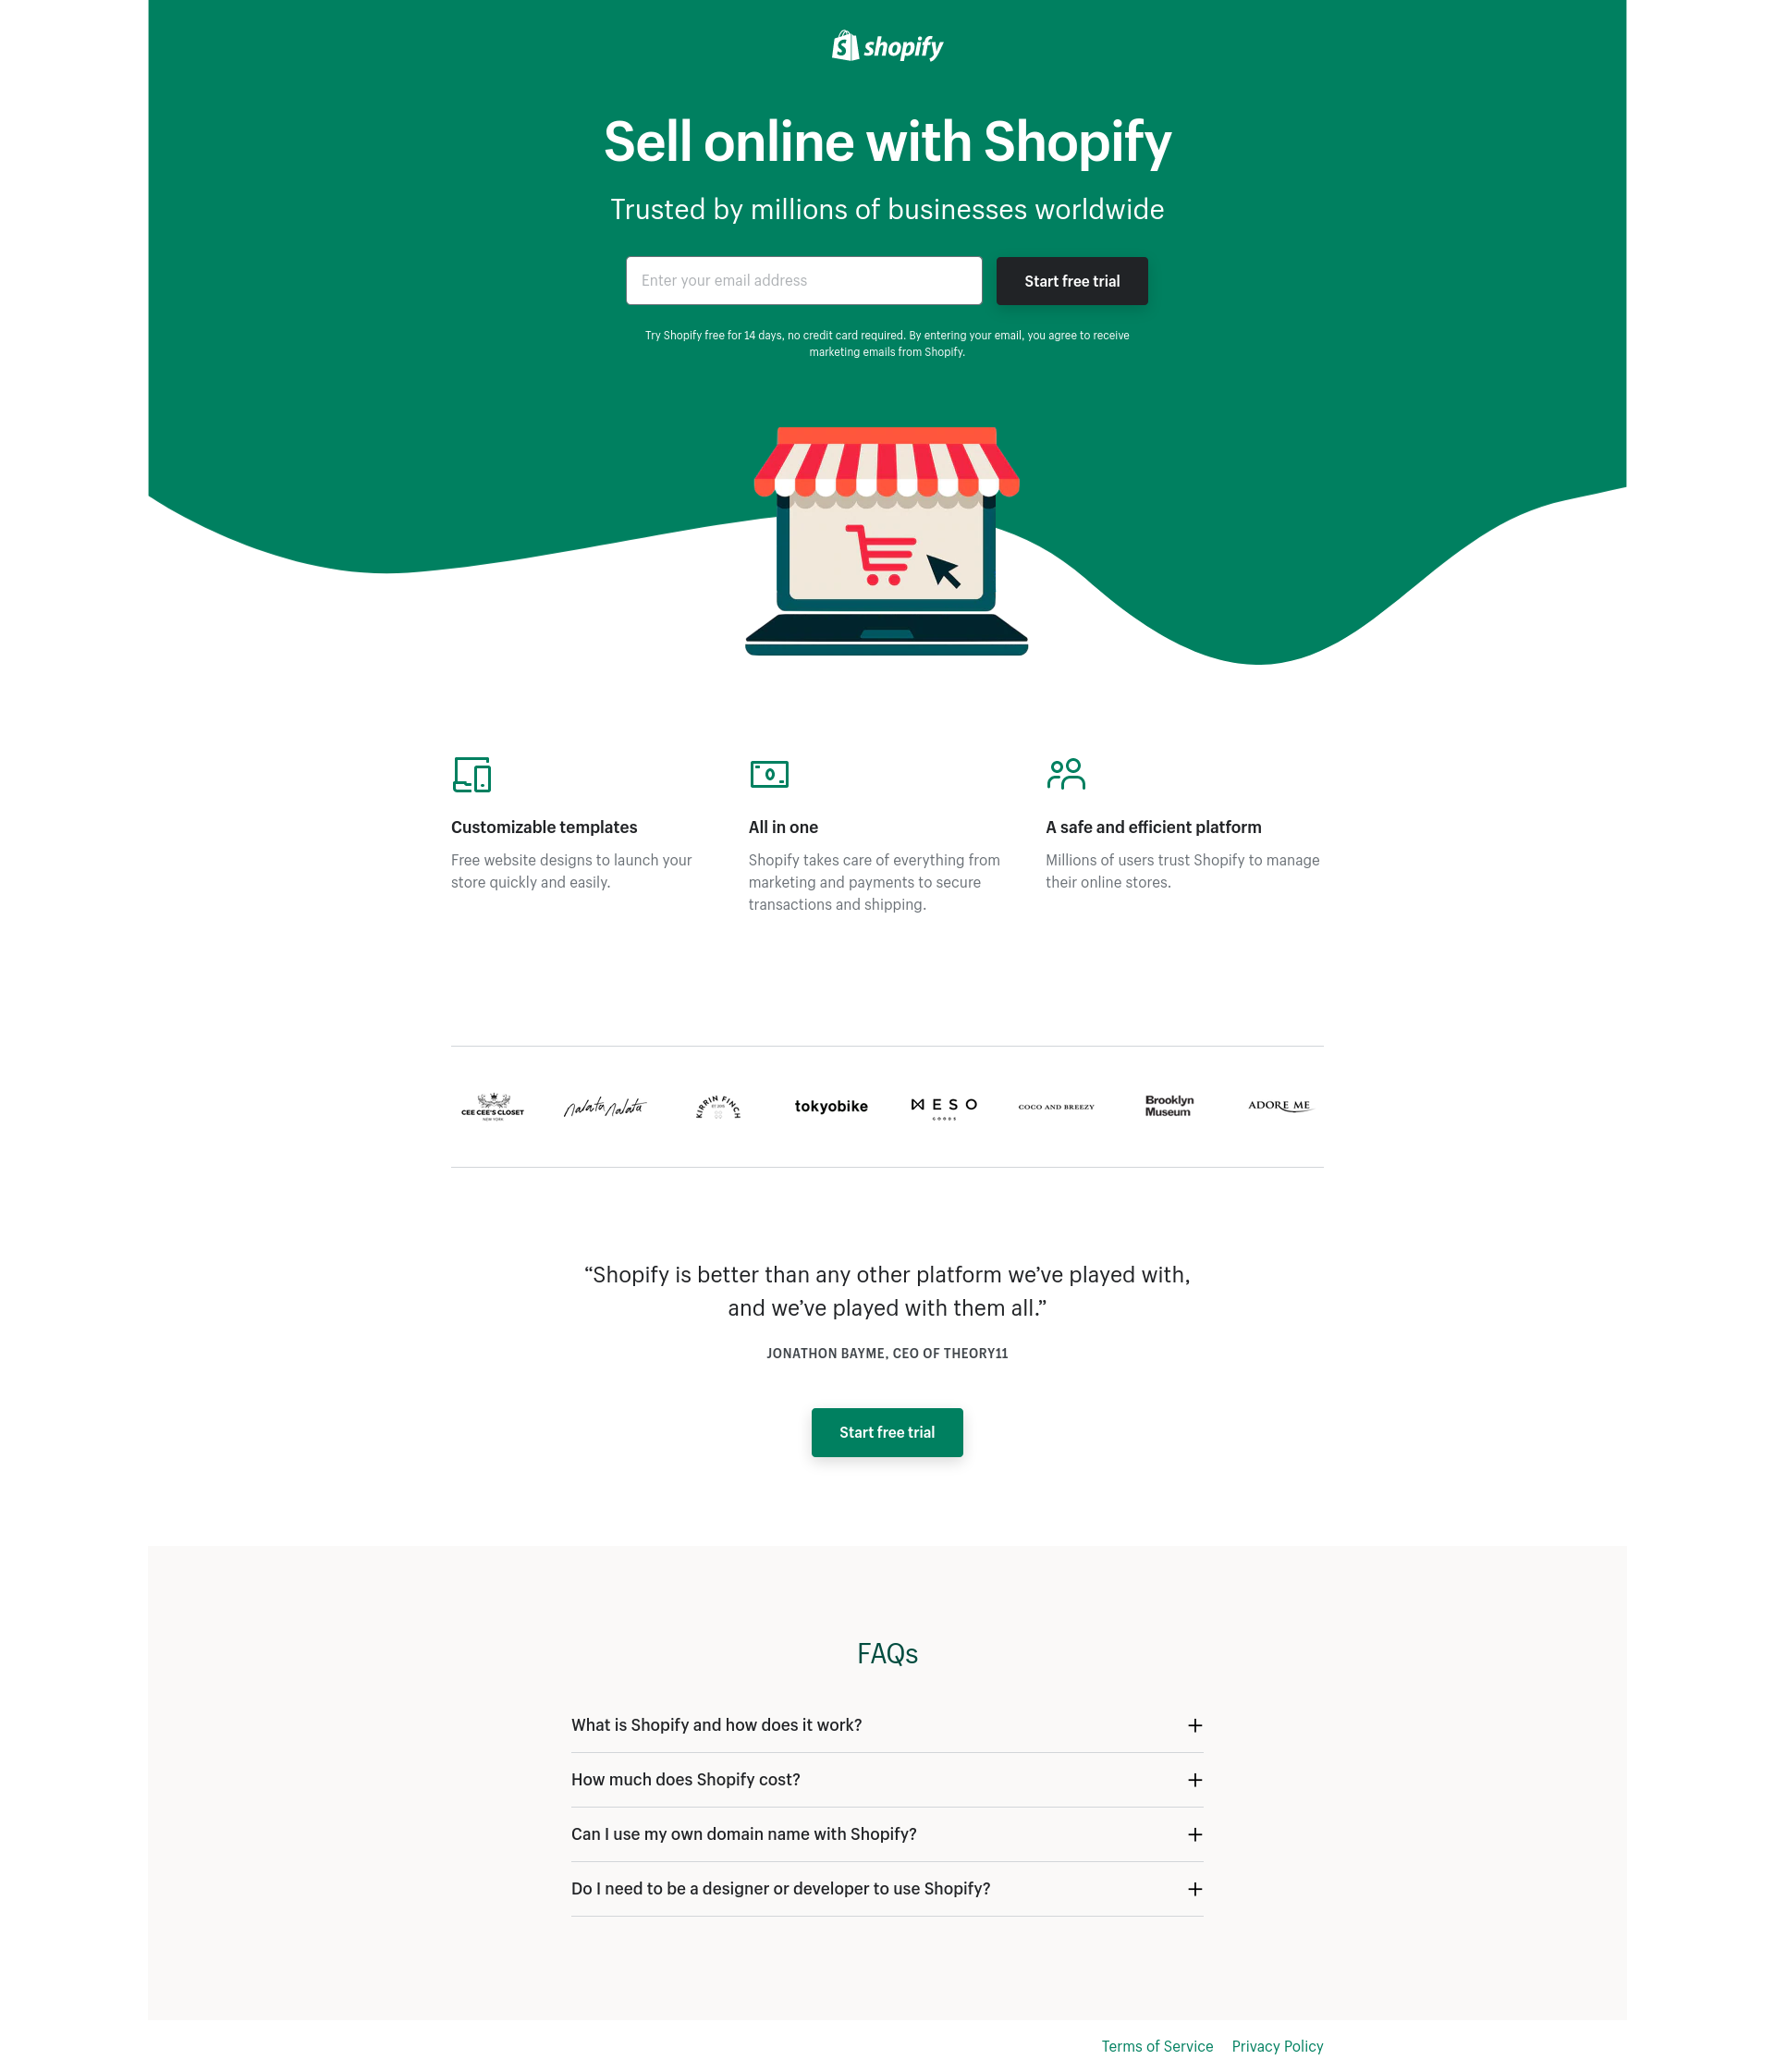 shopify
Sell online with Shopify
Trusted by millions of businesses worldwide
Enter your email address
Start free trial
Try Shopify free for 14 days, no credit card required. By entering your email, you agree to receive
marketing emails from Shopify.
Customizable templates
Free website designs to launch your
store quickly and easily.
All in one
Shopify takes care of everything from
marketing and payments to secure
transactions and shipping.
A safe and efficient platform
Millions of users trust Shopify to manage
their online stores.
CEE CEE'S CLOSET
NEW YORK
Nalata Nalata
KIRRIN FINCH
tokyobike
MESO
GOODS
COCO AND BREEZY
Brooklyn
Museum
ADORE ME
“Shopify is better than any other platform we’ve played with,
and we’ve played with them all.”
JONATHON BAYME, CEO OF THEORY11
Start free trial
FAQs
What is Shopify and how does it work?
How much does Shopify cost?
Can I use my own domain name with Shopify?
Do I need to be a designer or developer to use Shopify?
Terms of Service Privacy Policy